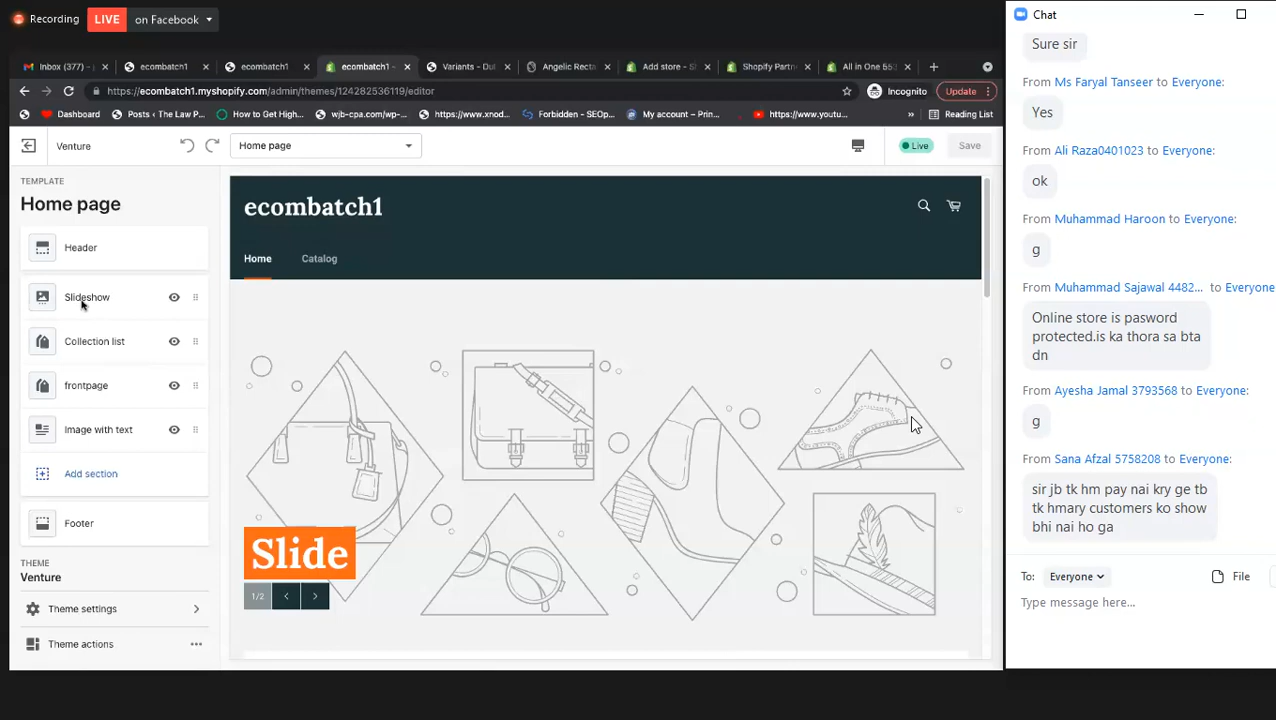 Recording
LIVE
on Facebook
Chat
Inbox (377) -
ecombatch1
ecombatch1
ecombatch1 -
Variants - Dul
Angelic Recta
Add store - S
Shopify Partn
All in One 553
https://ecombatch1.myshopify.com/admin/themes/124282536119/editor
Incognito
Update
Dashboard
Posts ‹ The Law P...
How to Get High...
wjb-cpa.com/wp-...
https://www.xnod...
Forbidden - SEOp...
My account – Prin...
https://www.youtu...
»
Reading List
Venture
Home page
Live
Save
TEMPLATE
Home page
Header
Slideshow
Collection list
frontpage
Image with text
Add section
Footer
THEME
Venture
Theme settings
Theme actions
ecombatch1
Home
Catalog
Slide
1/2
Sure sir
From Ms Faryal Tanseer to Everyone:
Yes
From Ali Raza0401023 to Everyone:
ok
From Muhammad Haroon to Everyone:
g
From Muhammad Sajawal 4482... to Everyone
Online store is pasword
protected.is ka thora sa bta
dn
From Ayesha Jamal 3793568 to Everyone:
g
From Sana Afzal 5758208 to Everyone:
sir jb tk hm pay nai kry ge tb
tk hmary customers ko show
bhi nai ho ga
To: Everyone
File
Type message here...